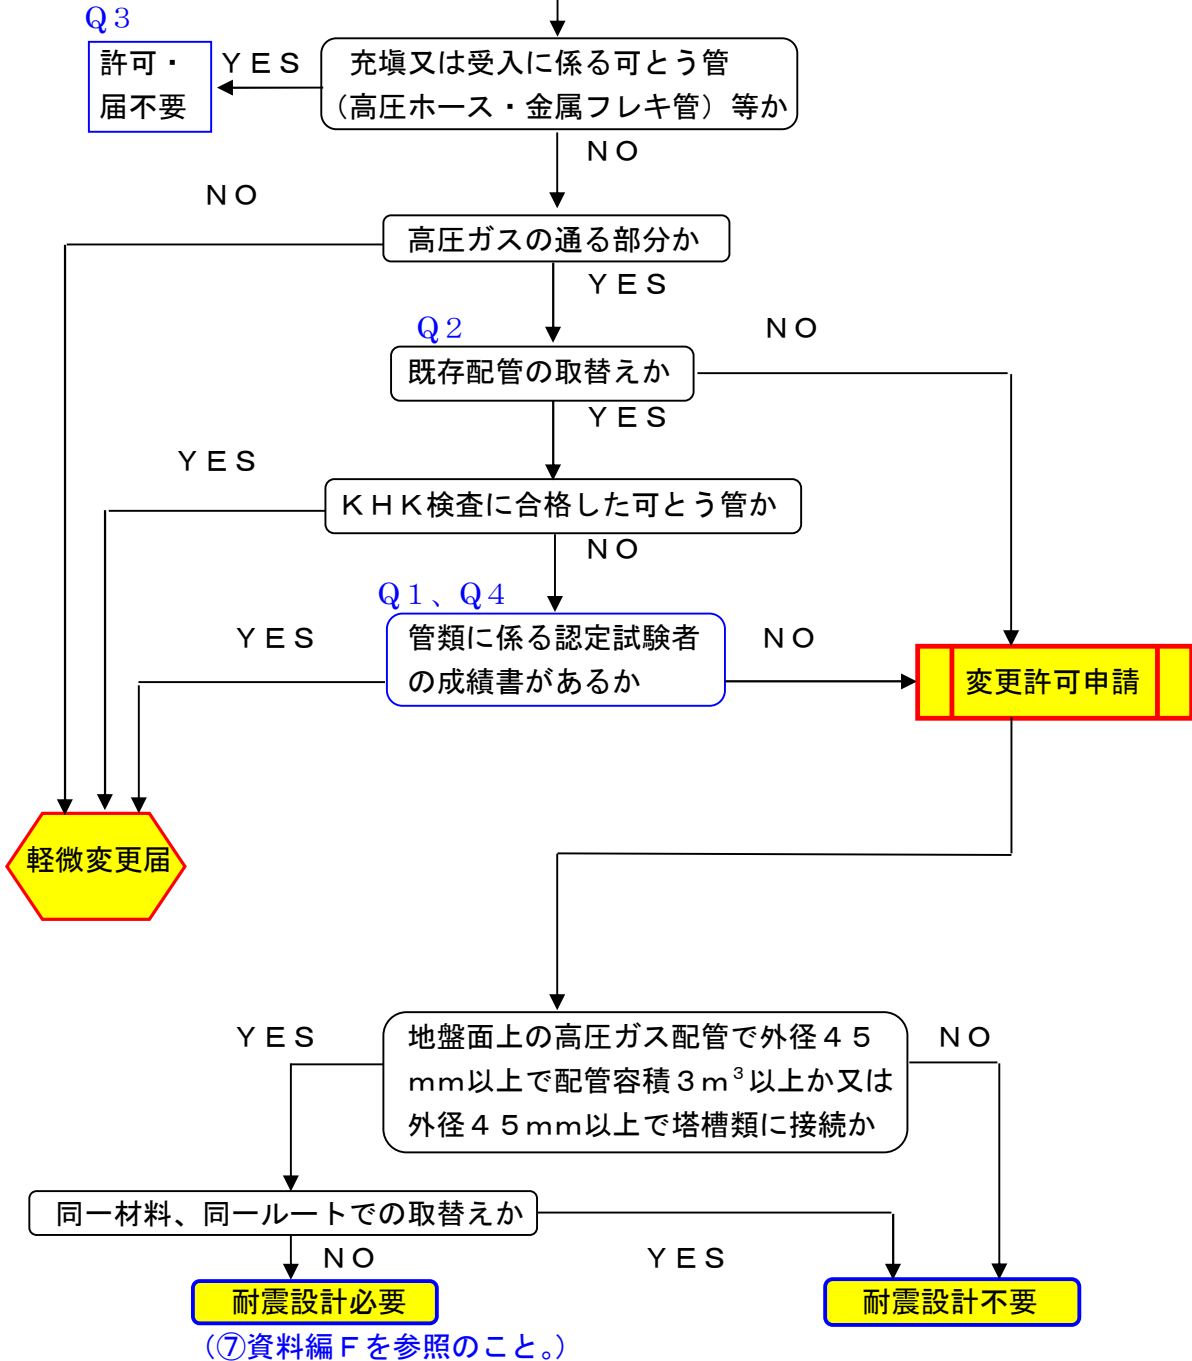 Ｑ３
許可・
届不要
ＹＥＳ
充塡又は受入に係る可とう管
（高圧ホース・金属フレキ管）等か
ＮＯ
ＮＯ
高圧ガスの通る部分か
ＹＥＳ
Ｑ２
ＮＯ
既存配管の取替えか
ＹＥＳ
ＹＥＳ
ＫＨＫ検査に合格した可とう管か
ＮＯ
Ｑ１、Ｑ４
ＹＥＳ
管類に係る認定試験者
の成績書があるか
ＮＯ
変更許可申請
軽微変更届
ＹＥＳ
地盤面上の高圧ガス配管で外径４５
ｍｍ以上で配管容積３ｍ³以上か又は
外径４５ｍｍ以上で塔槽類に接続か
ＮＯ
同一材料、同一ルートでの取替えか
ＮＯ
ＹＥＳ
耐震設計必要
耐震設計不要
（⑦資料編Ｆを参照のこと。）